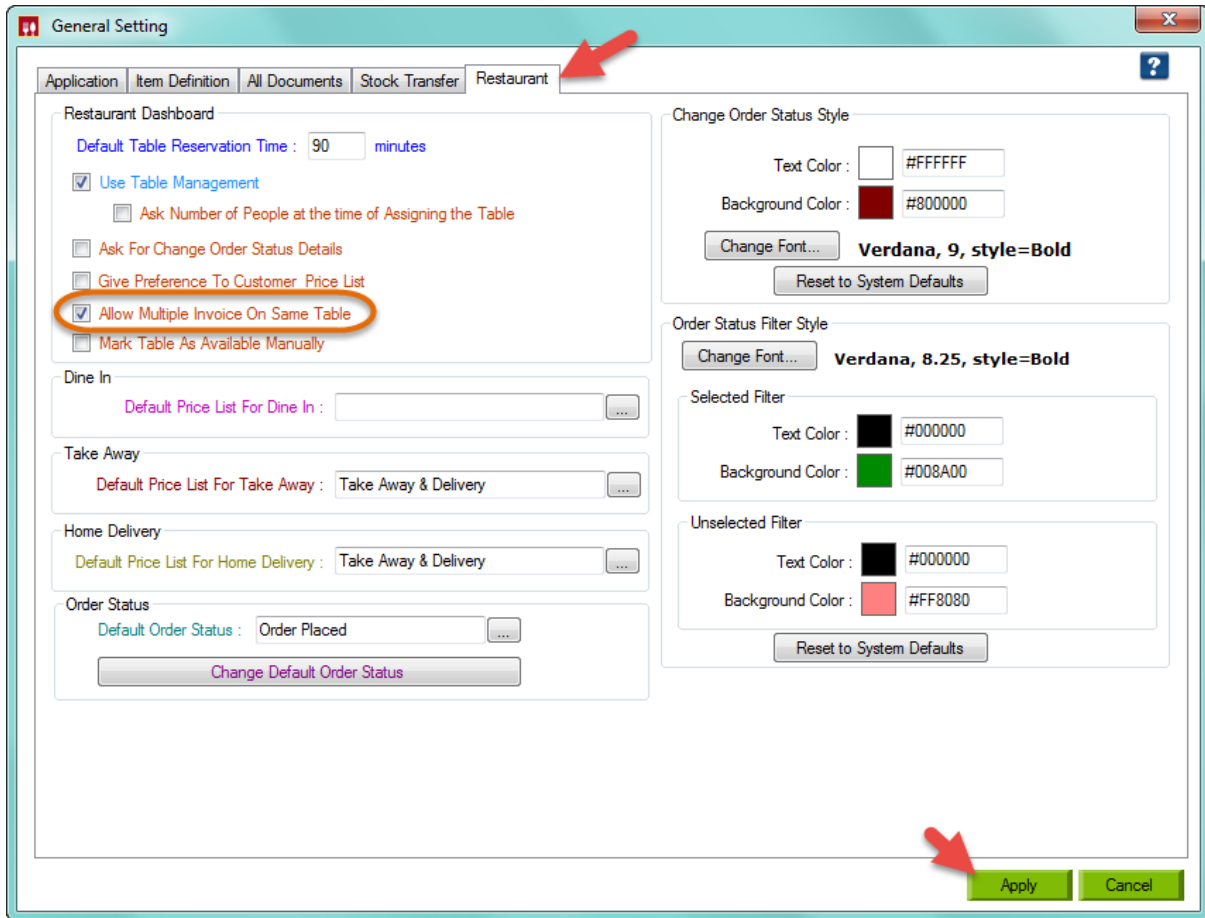 General Setting
x
?
Application Item Definition All Documents Stock Transfer Restaurant
Restaurant Dashboard
Default Table Reservation Time : 90 minutes
Use Table Management
Ask Number of People at the time of Assigning the Table
Ask For Change Order Status Details
Give Preference To Customer Price List
Allow Multiple Invoice On Same Table
Mark Table As Available Manually
Dine In
Default Price List For Dine In : ...
Take Away
Default Price List For Take Away : Take Away & Delivery ...
Home Delivery
Default Price List For Home Delivery : Take Away & Delivery ...
Order Status
Default Order Status : Order Placed ...
Change Default Order Status
Change Order Status Style
Text Color : #FFFFFF
Background Color : #800000
Change Font... Verdana, 9, style=Bold
Reset to System Defaults
Order Status Filter Style
Change Font... Verdana, 8.25, style=Bold
Selected Filter
Text Color : #000000
Background Color : #008A00
Unselected Filter
Text Color : #000000
Background Color : #FF8080
Reset to System Defaults
Apply Cancel